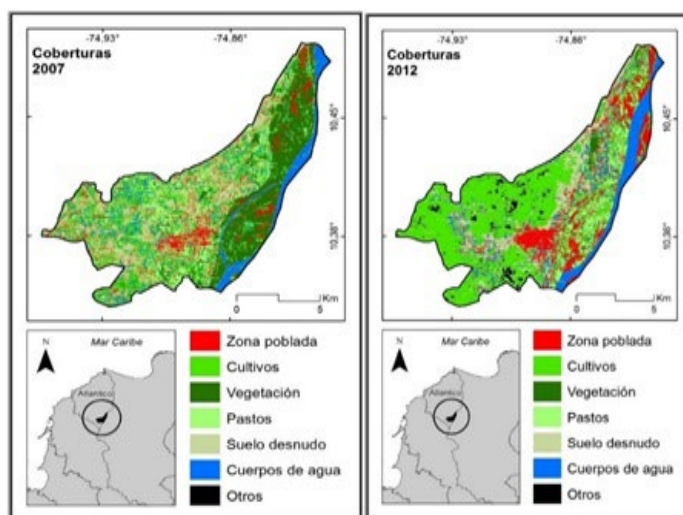 -74,93° -74,86°
Coberturas
2007
10,45°
10,38°
0 5
Km
N
Mar Caribe
Atlantico
Zona poblada
Cultivos
Vegetación
Pastos
Suelo desnudo
Cuerpos de agua
Otros
-74,93° -74,86°
Coberturas
2012
10,45°
10,38°
0 5
Km
N
Mar Caribe
Atlantico
Zona poblada
Cultivos
Vegetación
Pastos
Suelo desnudo
Cuerpos de agua
Otros